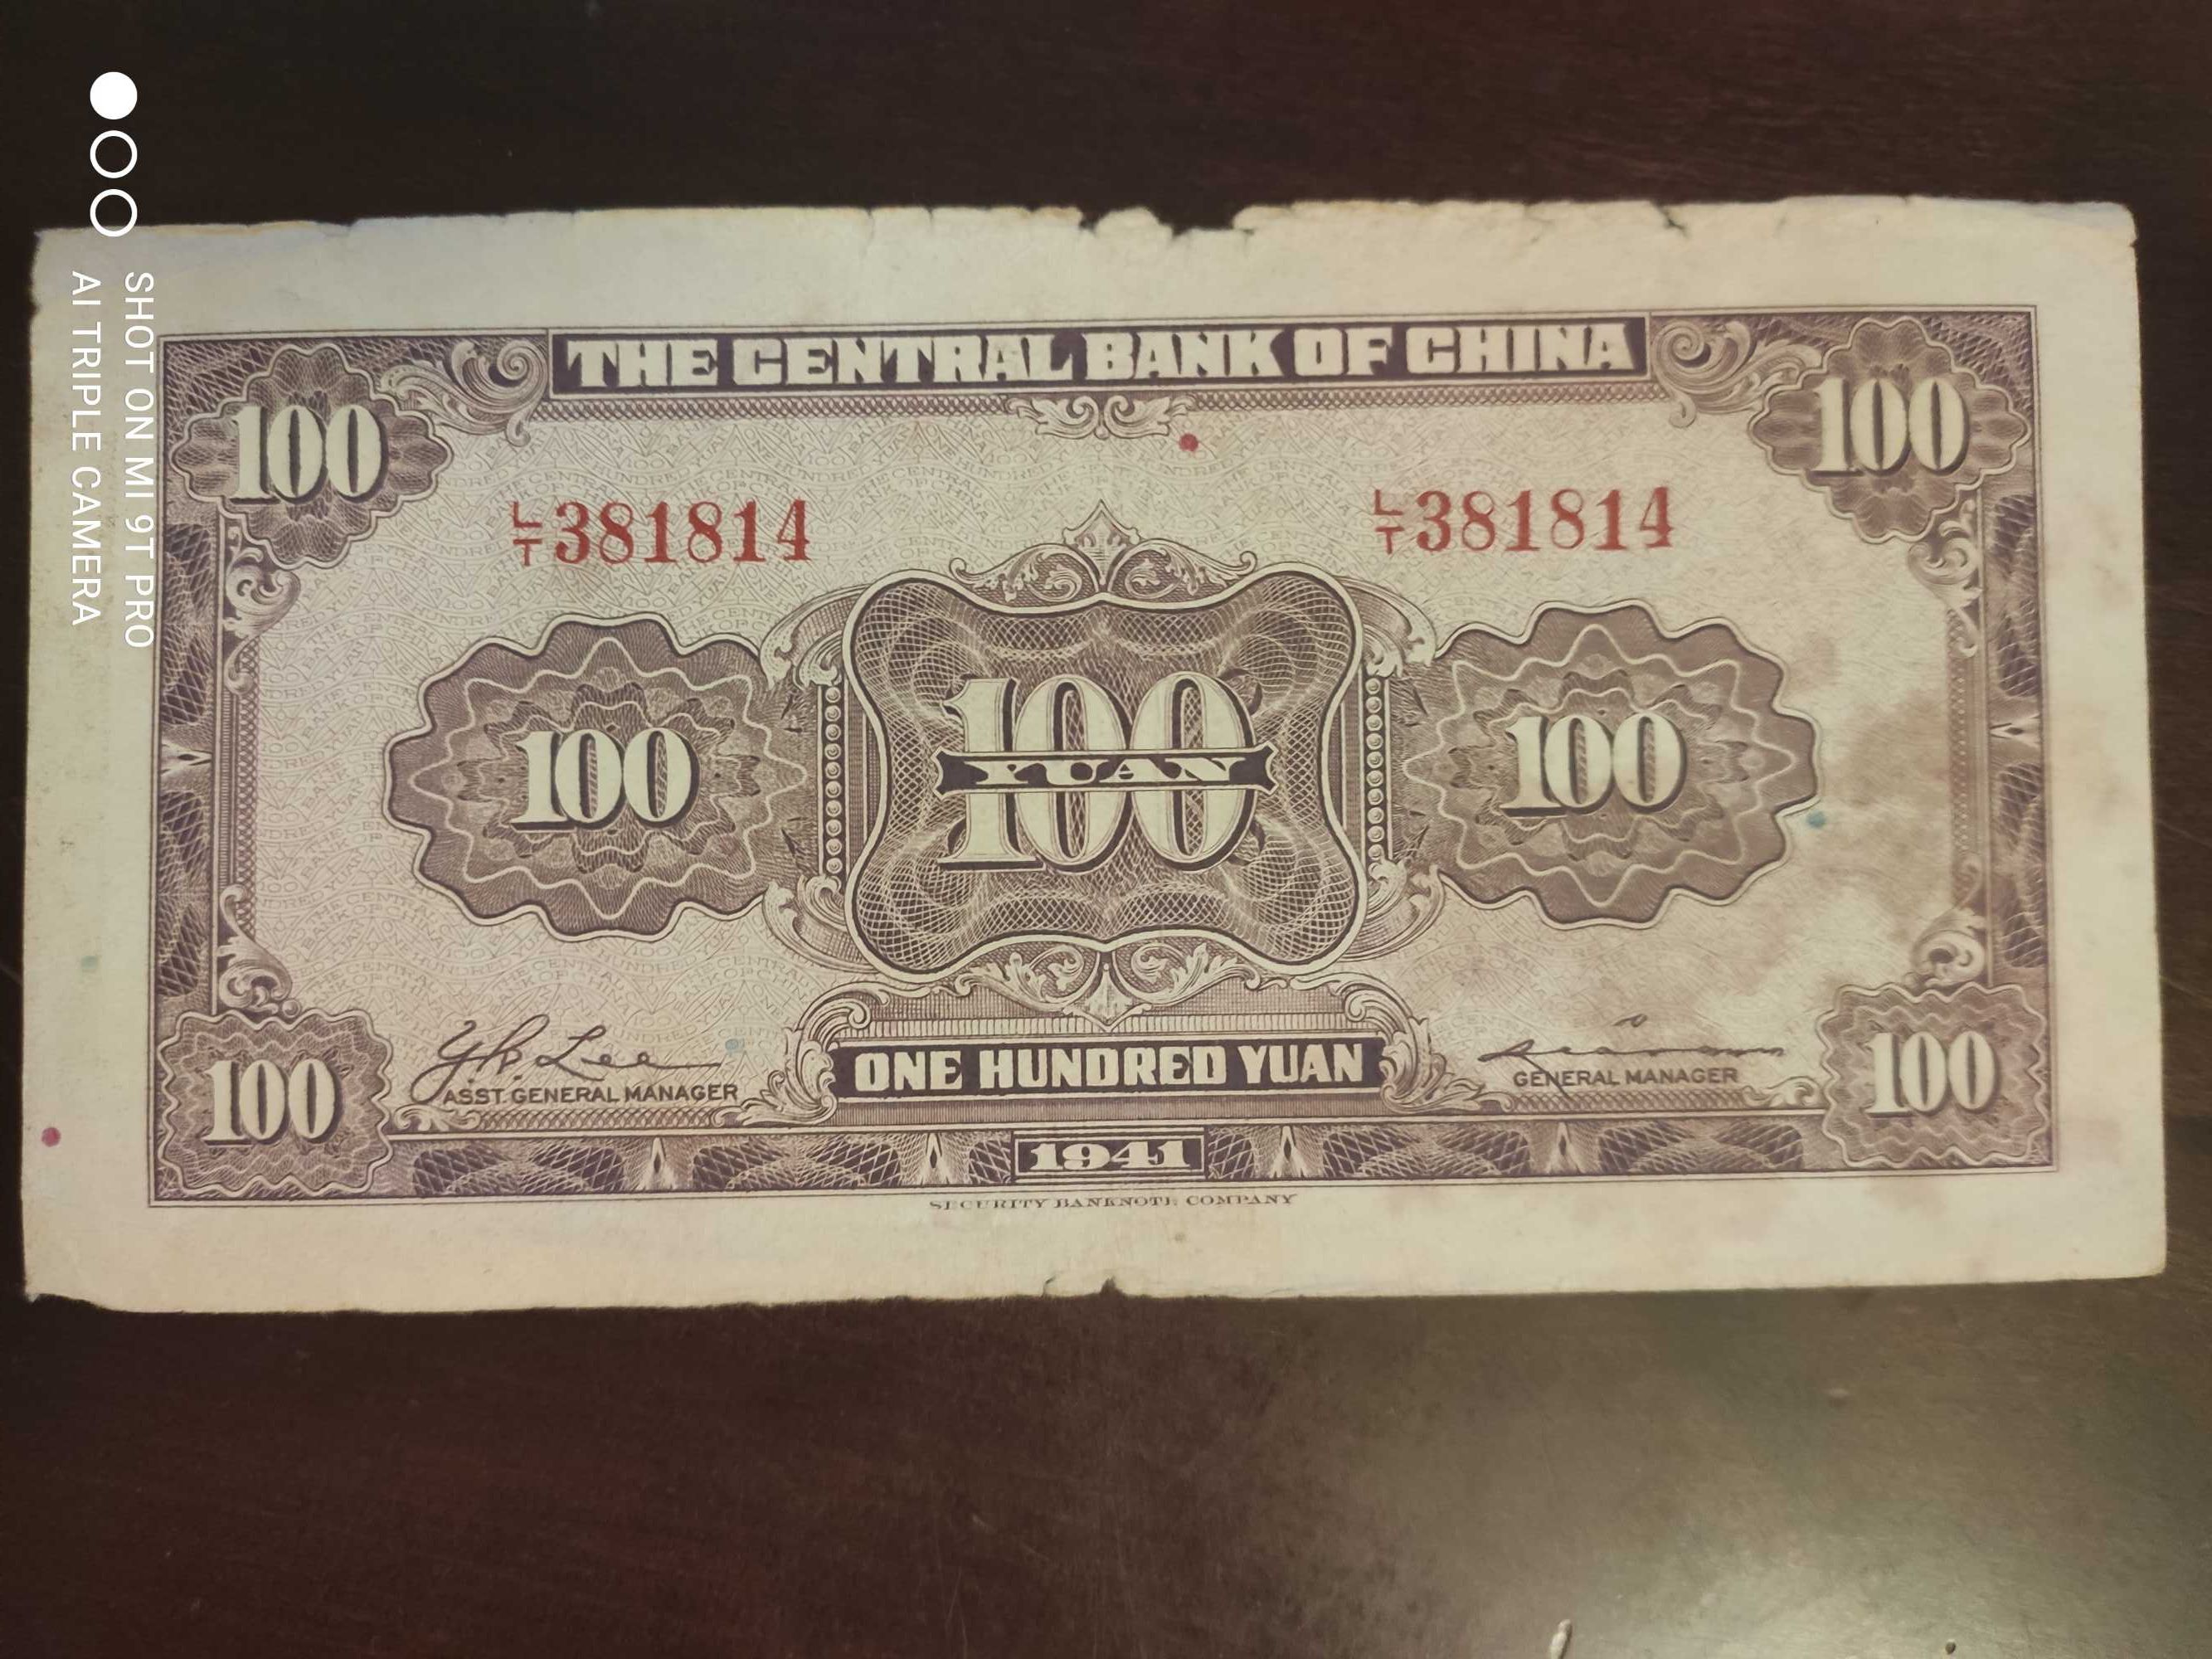 THE CENTRAL BANK OF CHINA
100 100
L/T 381814 L/T 381814
100 100 YUAN 100
Y.L. Lee
ASST. GENERAL MANAGER
ONE HUNDRED YUAN
GENERAL MANAGER
100 100
1941
SECURITY BANKNOTE COMPANY
SHOT ON MI 9T PRO
AI TRIPLE CAMERA